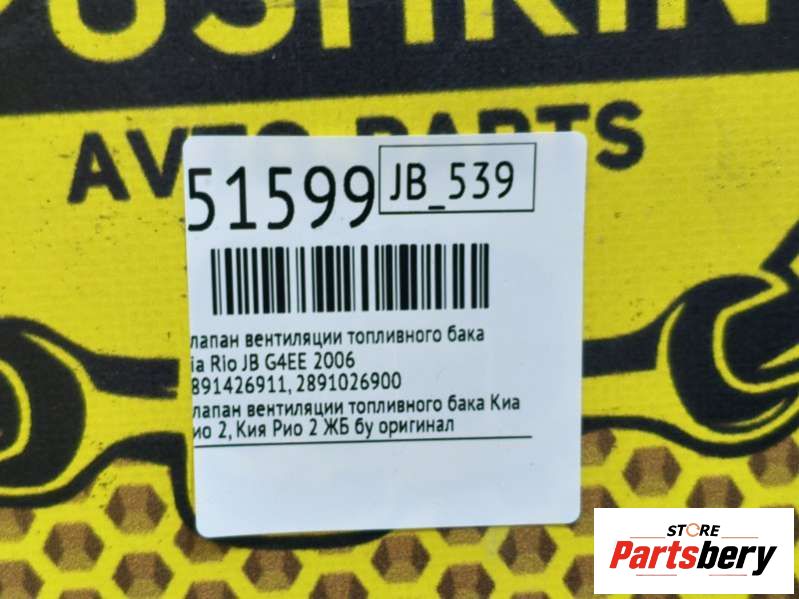 USHKIN
AVTO PARTS
51599
JB_539
лапан вентиляции топливного бака
ia Rio JB G4EE 2006
891426911, 2891026900
лапан вентиляции топливного бака Киа
ио 2, Кия Рио 2 ЖБ бу оригинал
STORE
Partsbery